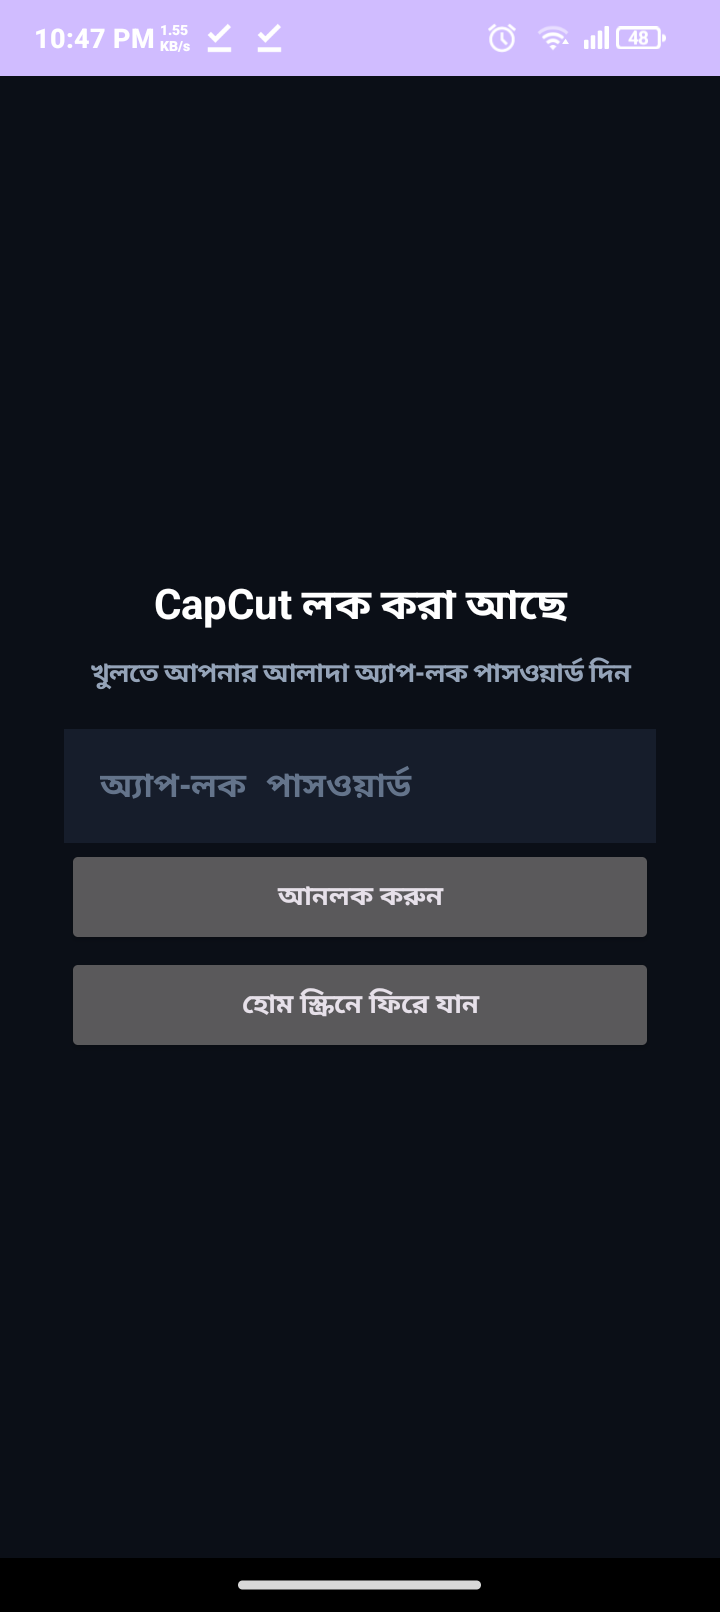 10:47 PM 1.55 KB/s 48
CapCut লক করা আছে
খুলতে আপনার আলাদা অ্যাপ-লক পাসওয়ার্ড দিন
অ্যাপ-লক পাসওয়ার্ড
আনলক করুন
হোম স্ক্রিনে ফিরে যান